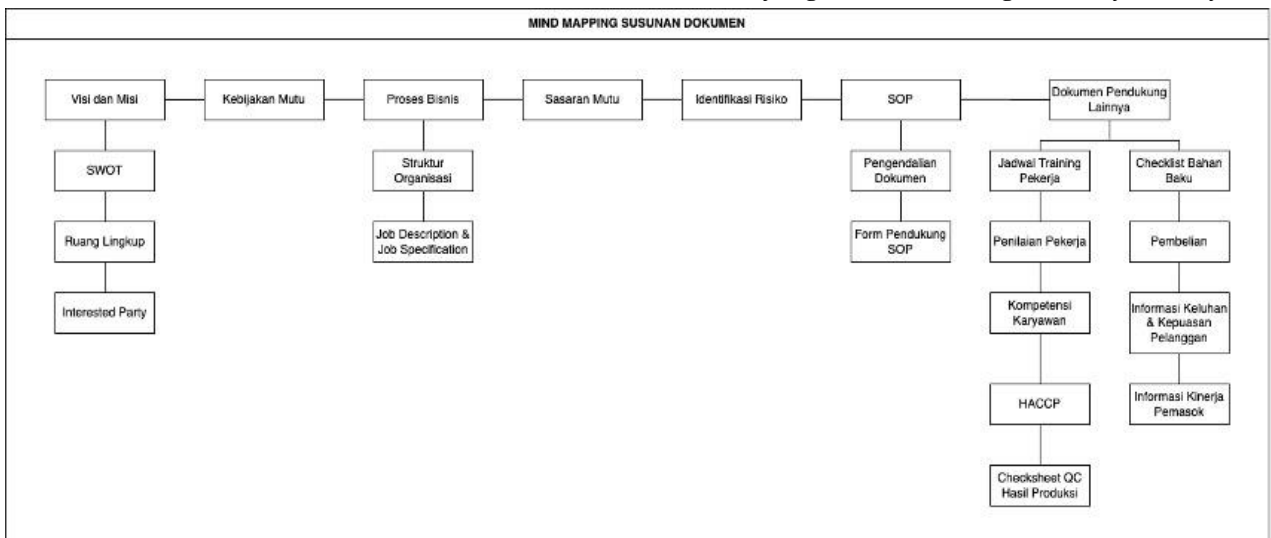 MIND MAPPING SUSUNAN DOKUMEN
Visi dan Misi
Kebijakan Mutu
Proses Bisnis
Sasaran Mutu
Identifikasi Risiko
SOP
Dokumen Pendukung
Lainnya
SWOT
Ruang Lingkup
Interested Party
Struktur
Organisasi
Job Description &
Job Specification
Pengendalian
Dokumen
Form Pendukung
SOP
Jadwal Training
Pekerja
Penilaian Pekerja
Kompetensi
Karyawan
HACCP
Checksheet QC
Hasil Produksi
Checklist Bahan
Baku
Pembelian
Informasi Keluhan
& Kepuasan
Pelanggan
Informasi Kinerja
Pemasok